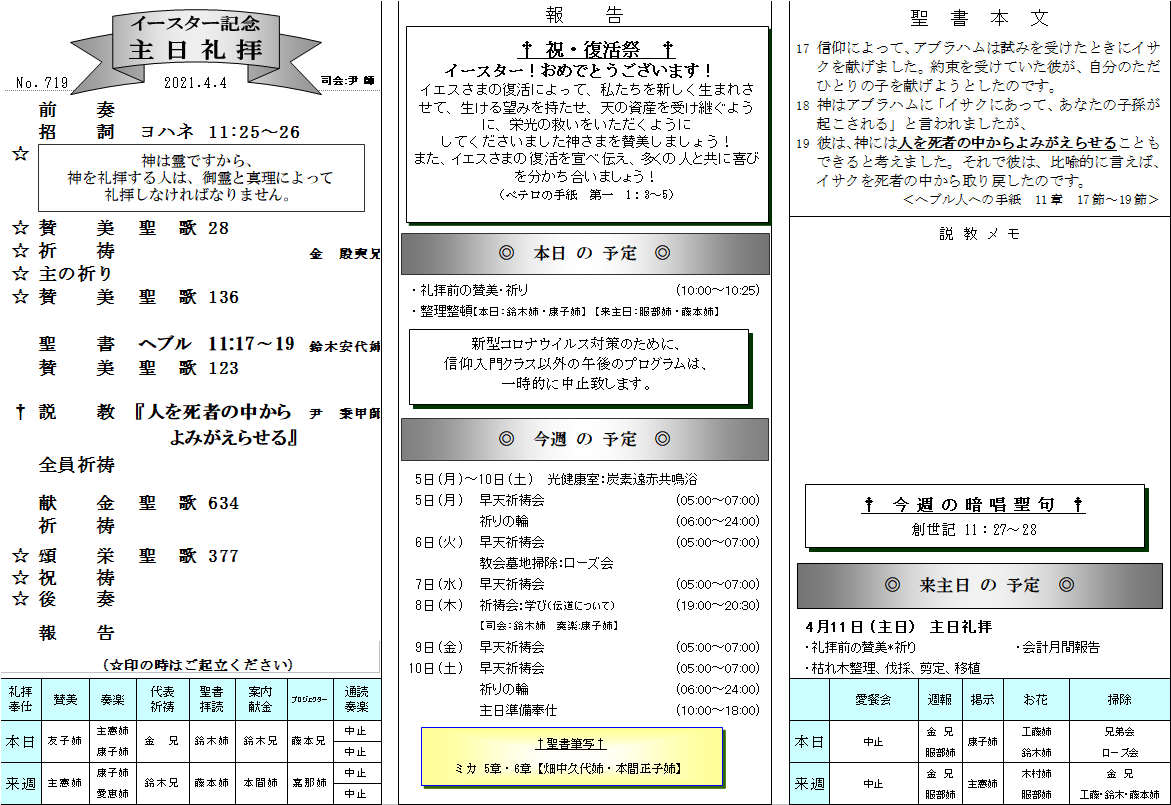 イースター記念
主日礼拝
No. 719
2021.4.4
司会:尹 師
前 奏
招 詞 ヨハネ 11:25～26
☆
神は霊ですから、
神を礼拝する人は、御霊と真理によって
礼拝しなければなりません。
☆ 賛 美 聖 歌 28
☆ 祈 祷 金 殷奭兄
☆ 主の祈り
☆ 賛 美 聖 歌 136
聖 書 ヘブル 11:17～19 鈴木安代姉
賛 美 聖 歌 123
† 説 教 『人を死者の中から 尹 秉甲師
よみがえらせる』
全員祈祷
献 金 聖 歌 634
祈 祷
☆ 頌 栄 聖 歌 377
☆ 祝 祷
☆ 後 奏
報 告
(☆印の時はご起立ください)
礼拝奉仕 賛美 奏楽 代表祈祷 聖書拝読 案内献金 プロジェクター 通読奏楽
本日 友子姉 主憲姉 康子姉 金 兄 鈴木姉 鈴木兄 藤本兄 中止 中止
来週 主憲姉 康子姉 愛恵姉 鈴木兄 藤本姉 本間姉 嘉那姉 中止 中止
報 告
† 祝・復活祭 †
イースター！おめでとうございます！
イエスさまの復活によって、私たちを新しく生まれさ
せて、生ける望みを持たせ、天の資産を受け継ぐよう
に、栄光の救いをいただくように
してくださいました神さまを賛美しましょう！
また、イエスさまの復活を宣べ伝え、多くの人と共に喜び
を分かち合いましょう！
(ペテロの手紙 第一 1:3～5)
◎ 本日 の 予定 ◎
・礼拝前の賛美・祈り (10:00～10:25)
・整理整頓【本日：鈴木姉・康子姉】【来主日：服部姉・藤本姉】
新型コロナウイルス対策のために、
信仰入門クラス以外の午後のプログラムは、
一時的に中止致します。
◎ 今週 の 予定 ◎
5日(月)～10日(土) 光健康室:炭素遠赤共鳴浴
5日(月) 早天祈祷会 (05:00～07:00)
祈りの輪 (06:00～24:00)
6日(火) 早天祈祷会 (05:00～07:00)
教会墓地掃除:ローズ会
7日(水) 早天祈祷会 (05:00～07:00)
8日(木) 祈祷会:学び(伝道について) (19:00～20:30)
【司会:鈴木姉 奏楽:康子姉】
9日(金) 早天祈祷会 (05:00～07:00)
10日(土) 早天祈祷会 (05:00～07:00)
祈りの輪 (06:00～24:00)
主日準備奉仕 (10:00～18:00)
†聖書筆写†
ミカ 5章・6章【畑中久代姉・本間正子姉】
聖 書 本 文
17 信仰によって、アブラハムは試みを受けたときにイサ
クを献げました。約束を受けていた彼が、自分のただ
ひとりの子を献げようとしたのです。
18 神はアブラハムに「イサクにあって、あなたの子孫が
起こされる」と言われましたが、
19 彼は、神には人を死者の中からよみがえらせることも
できると考えました。それで彼は、比喩的に言えば、
イサクを死者の中から取り戻したのです。
＜ヘブル人への手紙 11章 17節～19節＞
説 教 メ モ
† 今 週 の 暗 唱 聖 句 †
創世記 11：27～28
◎ 来主日 の 予定 ◎
4月11日(主日) 主日礼拝
・礼拝前の賛美*祈り ・会計月間報告
・枯れ木整理、伐採、剪定、移植
愛餐会 週報 掲示 お花 掃除
本日 中止 金 兄 服部姉 康子姉 工藤姉 鈴木姉 兄弟会 ローズ会
来週 中止 金 兄 服部姉 主憲姉 木村姉 服部姉 金 兄 工藤・鈴木・藤本姉